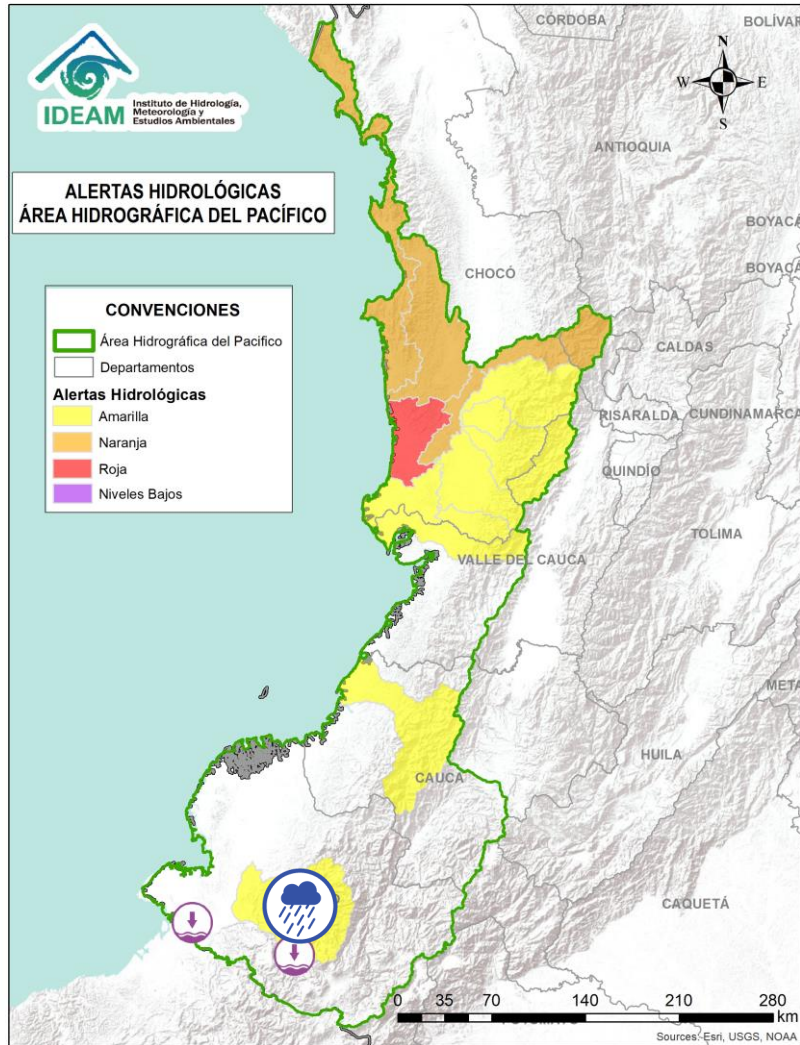 IDEAM
Instituto de Hidrología,
Meteorología y
Estudios Ambientales
CÓRDOBA
BOLÍVAR
N
W
E
S
ANTIOQUIA
ALERTAS HIDROLÓGICAS
ÁREA HIDROGRÁFICA DEL PACÍFICO
BOYACÁ
BOYACÁ
CHOCÓ
CONVENCIONES
Área Hidrográfica del Pacifico
Departamentos
Alertas Hidrológicas
Amarilla
Naranja
Roja
Niveles Bajos
CALDAS
RISARALDA
CUNDINAMARCA
QUINDÍO
TOLIMA
VALLE DEL CAUCA
META
HUILA
CAUCA
CAQUETÁ
0 35 70 140 210 280
km
Sources: Esri, USGS, NOAA